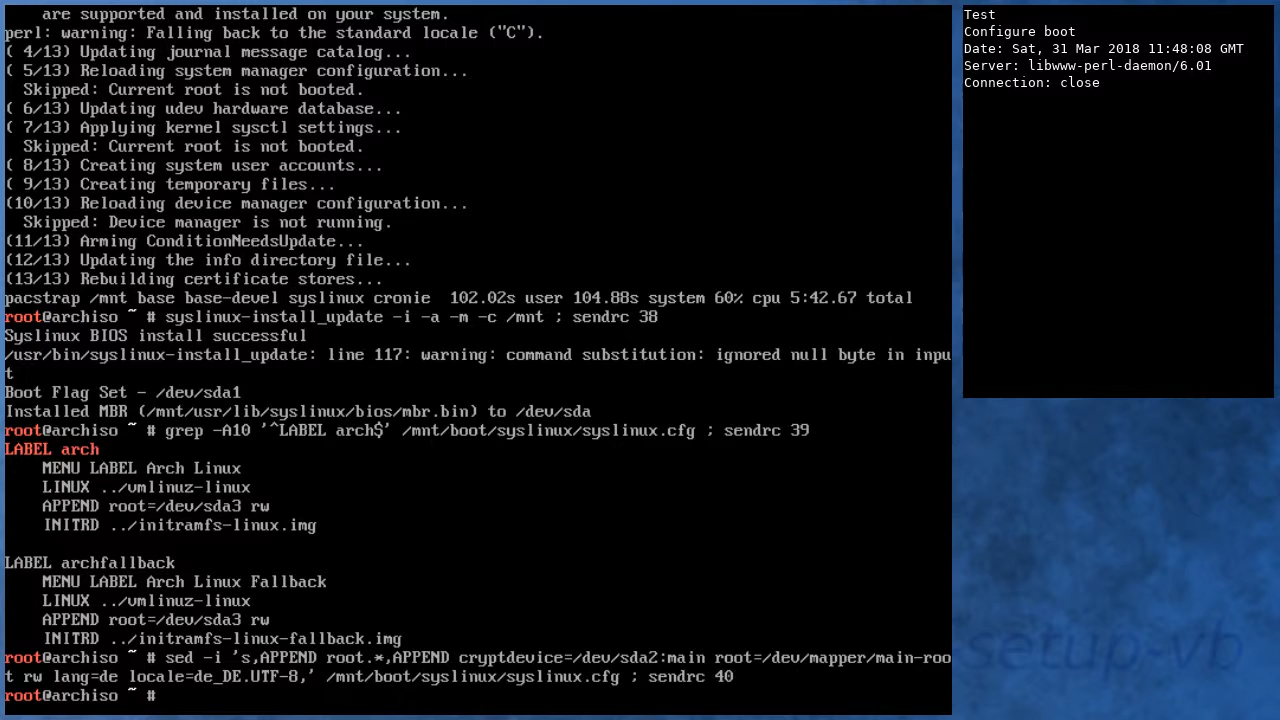 are supported and installed on your system.
perl: warning: Falling back to the standard locale ("C").
( 4/13) Updating journal message catalog...
( 5/13) Reloading system manager configuration...
  Skipped: Current root is not booted.
( 6/13) Updating udev hardware database...
( 7/13) Applying kernel sysctl settings...
  Skipped: Current root is not booted.
( 8/13) Creating system user accounts...
( 9/13) Creating temporary files...
(10/13) Reloading device manager configuration...
  Skipped: Device manager is not running.
(11/13) Arming ConditionNeedsUpdate...
(12/13) Updating the info directory file...
(13/13) Rebuilding certificate stores...
pacstrap /mnt base base-devel syslinux cronie  102.02s user 104.88s system 60% cpu 5:42.67 total
root@archiso ~ # syslinux-install_update -i -a -m -c /mnt ; sendrc 38
Syslinux BIOS install successful
/usr/bin/syslinux-install_update: line 117: warning: command substitution: ignored null byte in inpu
t
Boot Flag Set - /dev/sda1
Installed MBR (/mnt/usr/lib/syslinux/bios/mbr.bin) to /dev/sda
root@archiso ~ # grep -A10 '^LABEL arch$' /mnt/boot/syslinux/syslinux.cfg ; sendrc 39
LABEL arch
    MENU LABEL Arch Linux
    LINUX ../vmlinuz-linux
    APPEND root=/dev/sda3 rw
    INITRD ../initramfs-linux.img

LABEL archfallback
    MENU LABEL Arch Linux Fallback
    LINUX ../vmlinuz-linux
    APPEND root=/dev/sda3 rw
    INITRD ../initramfs-linux-fallback.img
root@archiso ~ # sed -i 's,APPEND root.*,APPEND cryptdevice=/dev/sda2:main root=/dev/mapper/main-roo
t rw lang=de locale=de_DE.UTF-8,' /mnt/boot/syslinux/syslinux.cfg ; sendrc 40
root@archiso ~ #
Test
Configure boot
Date: Sat, 31 Mar 2018 11:48:08 GMT
Server: libwww-perl-daemon/6.01
Connection: close
setup-vb